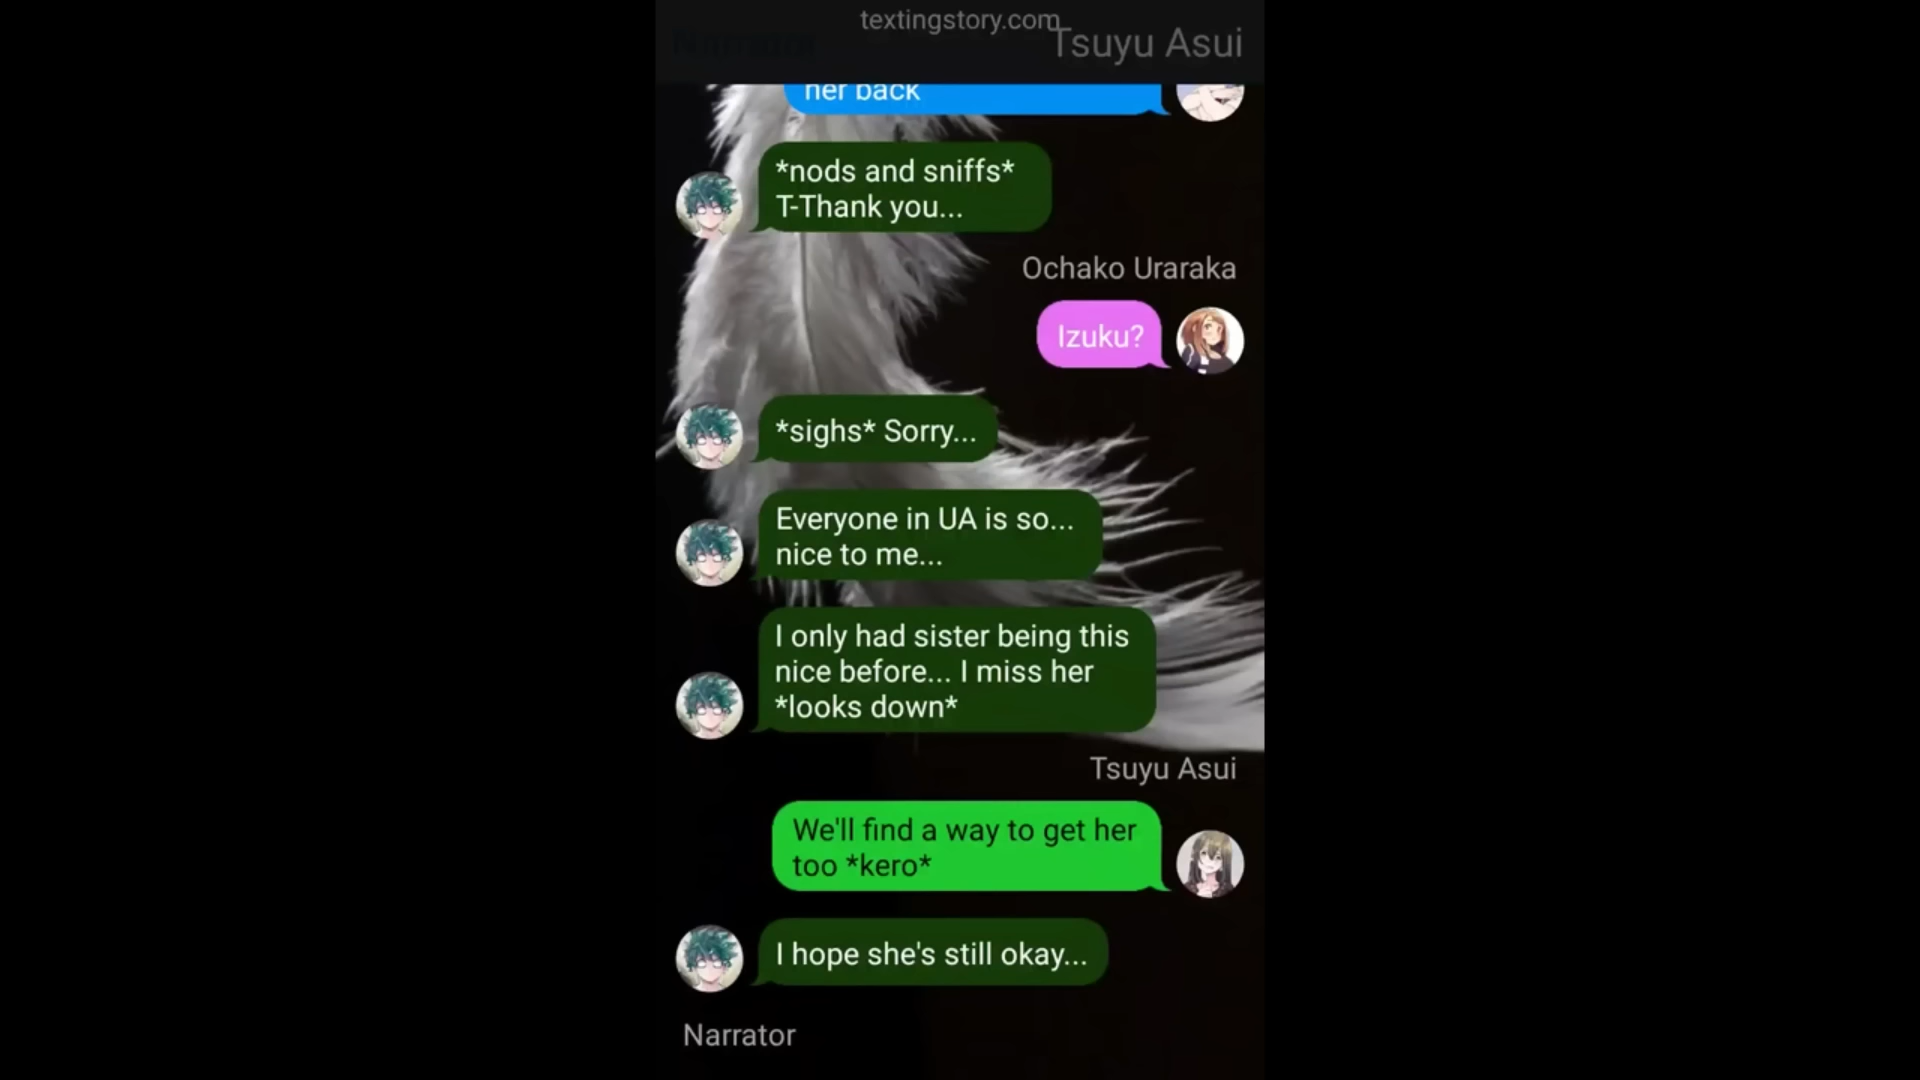 textingstory.com
Narrator
Tsuyu Asui
her back
*nods and sniffs*
T-Thank you...
Ochako Uraraka
Izuku?
*sighs* Sorry...
Everyone in UA is so...
nice to me...
I only had sister being this
nice before... I miss her
*looks down*
Tsuyu Asui
We'll find a way to get her
too *kero*
I hope she's still okay...
Narrator